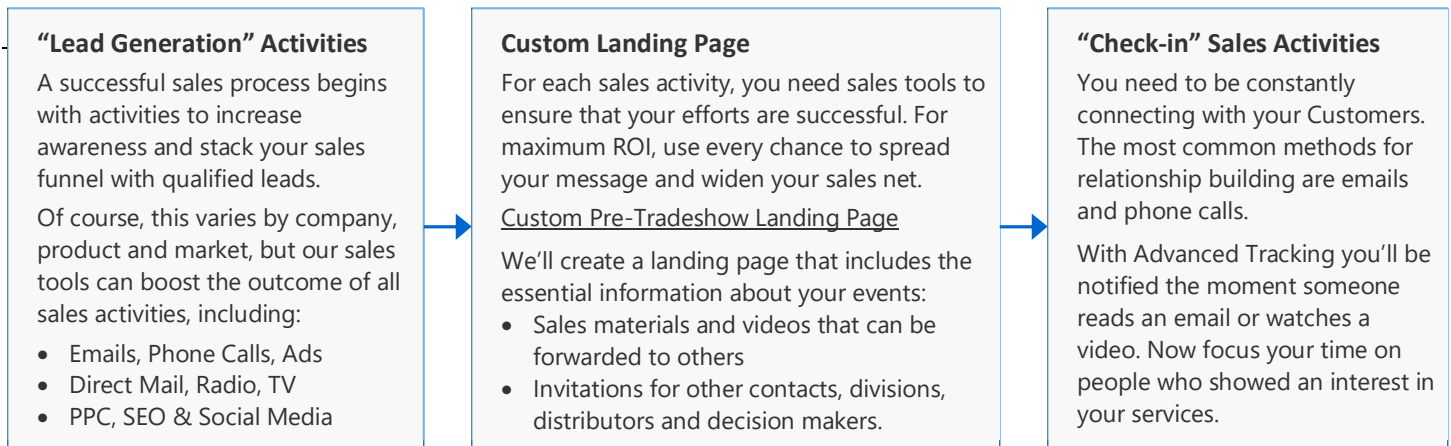 “Lead Generation” Activities
A successful sales process begins
with activities to increase
awareness and stack your sales
funnel with qualified leads.
Of course, this varies by company,
product and market, but our sales
tools can boost the outcome of all
sales activities, including:
• Emails, Phone Calls, Ads
• Direct Mail, Radio, TV
• PPC, SEO & Social Media
Custom Landing Page
For each sales activity, you need sales tools to
ensure that your efforts are successful. For
maximum ROI, use every chance to spread
your message and widen your sales net.
Custom Pre-Tradeshow Landing Page
We’ll create a landing page that includes the
essential information about your events:
• Sales materials and videos that can be
forwarded to others
• Invitations for other contacts, divisions,
distributors and decision makers.
“Check-in” Sales Activities
You need to be constantly
connecting with your Customers.
The most common methods for
relationship building are emails
and phone calls.
With Advanced Tracking you’ll be
notified the moment someone
reads an email or watches a
video. Now focus your time on
people who showed an interest in
your services.